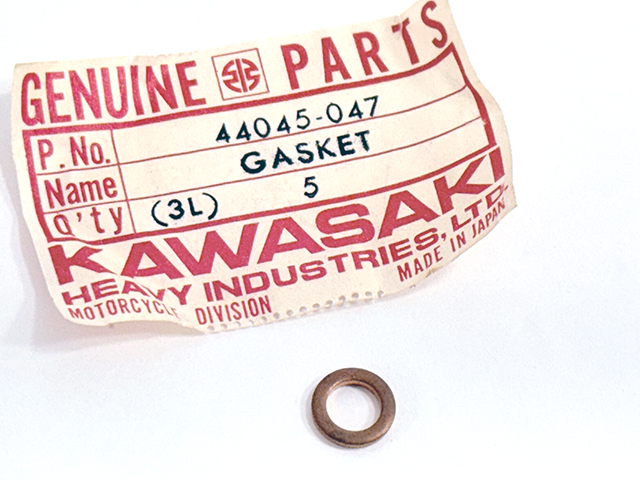 GENUINE PARTS
P. No. 44045-047
Name GASKET
Q'ty (3L) 5
KAWASAKI
HEAVY INDUSTRIES, LTD.
MOTORCYCLE DIVISION MADE IN JAPAN